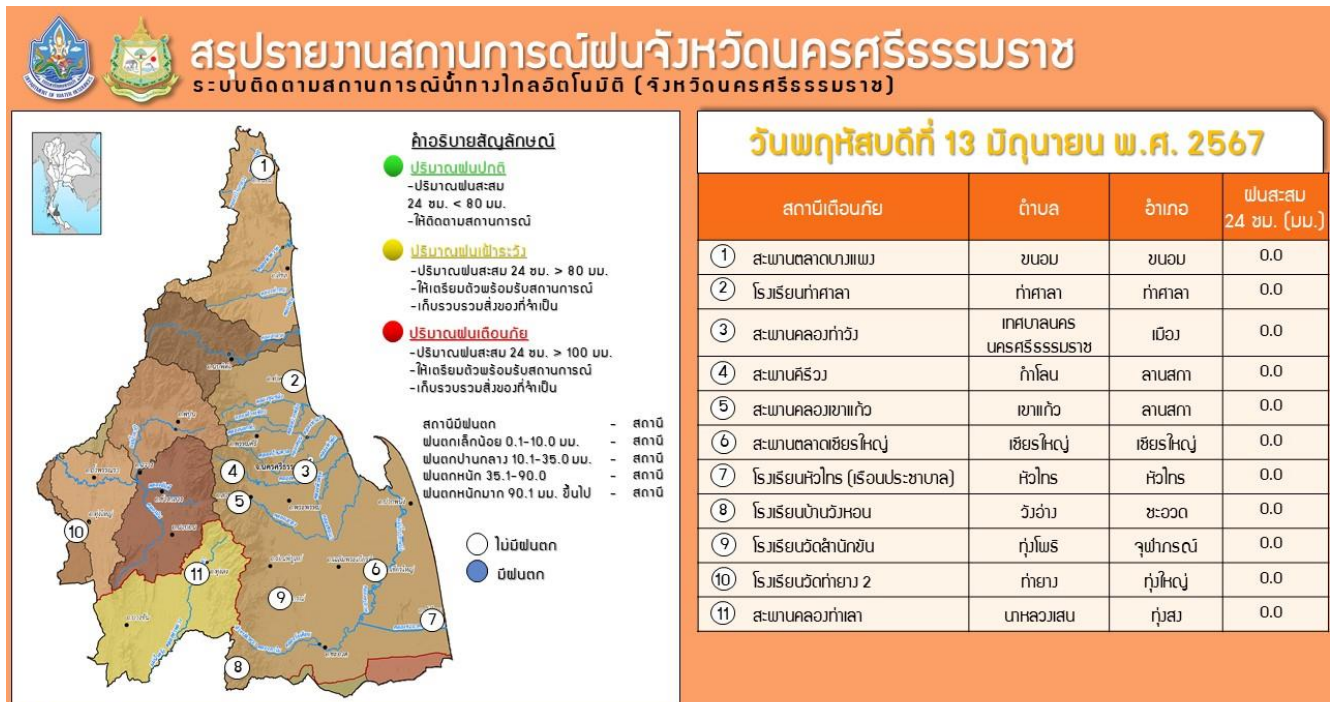 สรุปรายงานสถานการณ์ฝนจังหวัดนครศรีธรรมราช
ระบบติดตามสถานการณ์น้ำทางไกลอัตโนมัติ (จังหวัดนครศรีธรรมราช)
คำอธิบายสัญลักษณ์
ปริมาณฝนปกติ
-ปริมาณฝนสะสม
24 ชม. < 80 มม.
-ให้ติดตามสถานการณ์
ปริมาณฝนเฝ้าระวัง
-ปริมาณฝนสะสม 24 ชม. > 80 มม.
-ให้เตรียมตัวพร้อมรับสถานการณ์
-เก็บรวบรวมสิ่งของที่จำเป็น
ปริมาณฝนเตือนภัย
-ปริมาณฝนสะสม 24 ชม. > 100 มม.
-ให้เตรียมตัวพร้อมรับสถานการณ์
-เก็บรวบรวมสิ่งของที่จำเป็น
สถานีมีฝนตก - สถานี
ฝนตกเล็กน้อย 0.1-10.0 มม. - สถานี
ฝนตกปานกลาง 10.1-35.0 มม. - สถานี
ฝนตกหนัก 35.1-90.0 - สถานี
ฝนตกหนักมาก 90.1 มม. ขึ้นไป - สถานี
ไม่มีฝนตก
มีฝนตก
1
2
3
4
5
6
7
8
9
10
11
วันพฤหัสบดีที่ 13 มิถุนายน พ.ศ. 2567
สถานีเตือนภัย ตำบล อำเภอ ฝนสะสม 24 ชม. (มม.)
1 สะพานตลาดบางแพง ขนอม ขนอม 0.0
2 โรงเรียนท่าศาลา ท่าศาลา ท่าศาลา 0.0
3 สะพานคลองท่าวัง เทศบาลนครนครศรีธรรมราช เมือง 0.0
4 สะพานคีรีวง กำโลน ลานสกา 0.0
5 สะพานคลองเขาแก้ว เขาแก้ว ลานสกา 0.0
6 สะพานตลาดเชียรใหญ่ เชียรใหญ่ เชียรใหญ่ 0.0
7 โรงเรียนหัวไทร (เรือนประชาบาล) หัวไทร หัวไทร 0.0
8 โรงเรียนบ้านวังหอน วังอ่าง ชะอวด 0.0
9 โรงเรียนวัดสำนักขัน ทุ่งโพธิ จุฬาภรณ์ 0.0
10 โรงเรียนวัดท่ายาง 2 ท่ายาง ทุ่งใหญ่ 0.0
11 สะพานคลองท่าเลา นาหลวงเสน ทุ่งสง 0.0